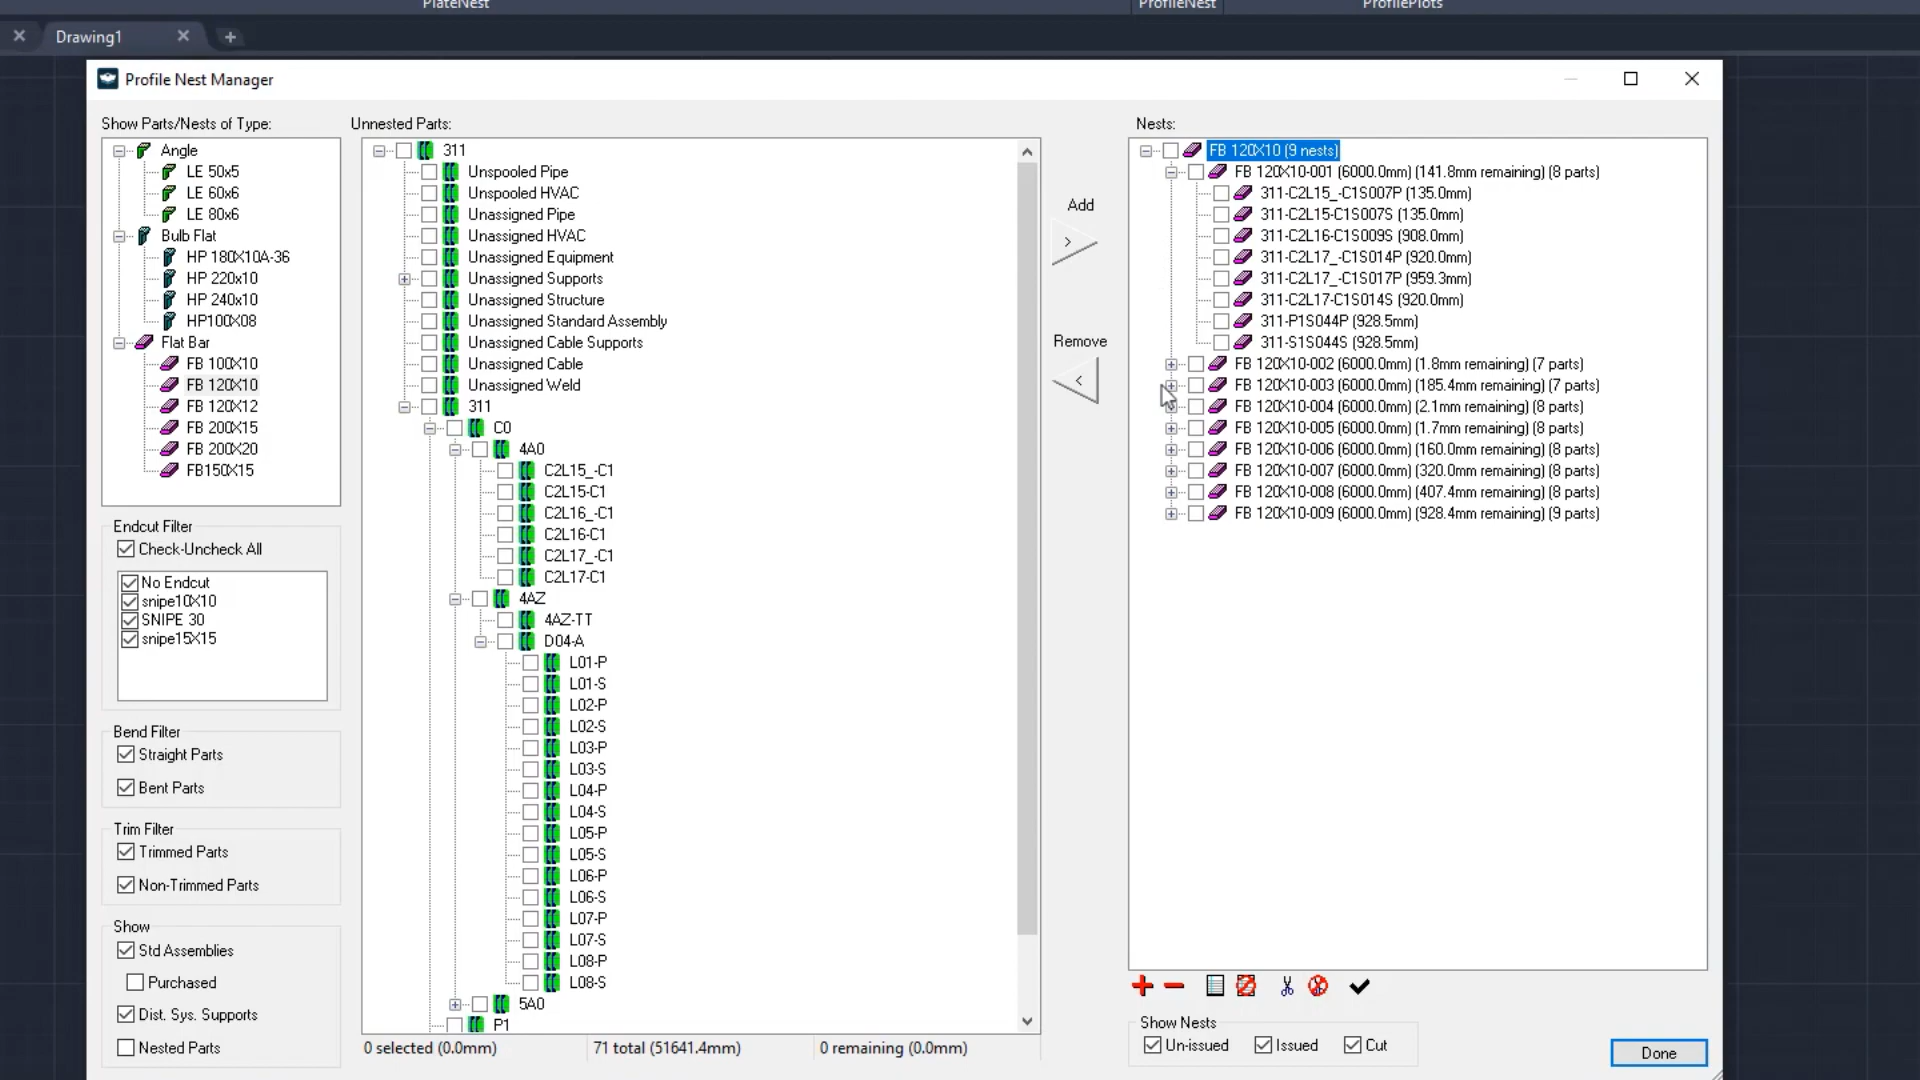 PlateNest
ProfileNest
ProfilePlots
Drawing1
Profile Nest Manager
Show Parts/Nests of Type:
Angle
LE 50x5
LE 60x6
LE 80x6
Bulb Flat
HP 180X10A-36
HP 220x10
HP 240x10
HP100X08
Flat Bar
FB 100X10
FB 120X10
FB 120X12
FB 200X15
FB 200X20
FB150X15
Endcut Filter
Check-Uncheck All
No Endcut
snipe10X10
SNIPE 30
snipe15X15
Bend Filter
Straight Parts
Bent Parts
Trim Filter
Trimmed Parts
Non-Trimmed Parts
Show
Std Assemblies
Purchased
Dist. Sys. Supports
Nested Parts
Unnested Parts:
311
Unspooled Pipe
Unspooled HVAC
Unassigned Pipe
Unassigned HVAC
Unassigned Equipment
Unassigned Supports
Unassigned Structure
Unassigned Standard Assembly
Unassigned Cable Supports
Unassigned Cable
Unassigned Weld
311
C0
4A0
C2L15_-C1
C2L15-C1
C2L16_-C1
C2L16-C1
C2L17_-C1
C2L17-C1
4AZ
4AZ-TT
D04-A
L01-P
L01-S
L02-P
L02-S
L03-P
L03-S
L04-P
L04-S
L05-P
L05-S
L06-P
L06-S
L07-P
L07-S
L08-P
L08-S
5A0
P1
0 selected (0.0mm)
71 total (51641.4mm)
0 remaining (0.0mm)
Add
>
Remove
<
Nests:
FB 120X10 (9 nests)
FB 120X10-001 (6000.0mm) (141.8mm remaining) (8 parts)
311-C2L15_-C1S007P (135.0mm)
311-C2L15-C1S007S (135.0mm)
311-C2L16-C1S009S (908.0mm)
311-C2L17_-C1S014P (920.0mm)
311-C2L17_-C1S017P (959.3mm)
311-C2L17-C1S014S (920.0mm)
311-P1S044P (928.5mm)
311-S1S044S (928.5mm)
FB 120X10-002 (6000.0mm) (1.8mm remaining) (7 parts)
FB 120X10-003 (6000.0mm) (185.4mm remaining) (7 parts)
FB 120X10-004 (6000.0mm) (2.1mm remaining) (8 parts)
FB 120X10-005 (6000.0mm) (1.7mm remaining) (8 parts)
FB 120X10-006 (6000.0mm) (160.0mm remaining) (8 parts)
FB 120X10-007 (6000.0mm) (320.0mm remaining) (8 parts)
FB 120X10-008 (6000.0mm) (407.4mm remaining) (8 parts)
FB 120X10-009 (6000.0mm) (928.4mm remaining) (9 parts)
Show Nests
Un-issued
Issued
Cut
Done